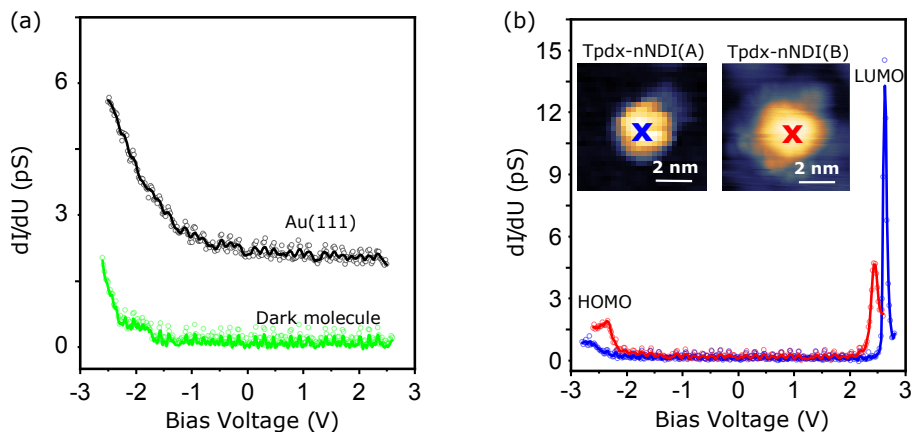 (a)
6
3
0
-3
-2
-1
0
1
2
3
dI/dU (pS)
Bias Voltage (V)
Au(111)
Dark molecule
(b)
15
12
9
6
3
0
-3
-2
-1
0
1
2
3
dI/dU (pS)
Bias Voltage (V)
Tpdx-nNDI(A)
Tpdx-nNDI(B)
LUMO
X
X
2 nm
2 nm
HOMO